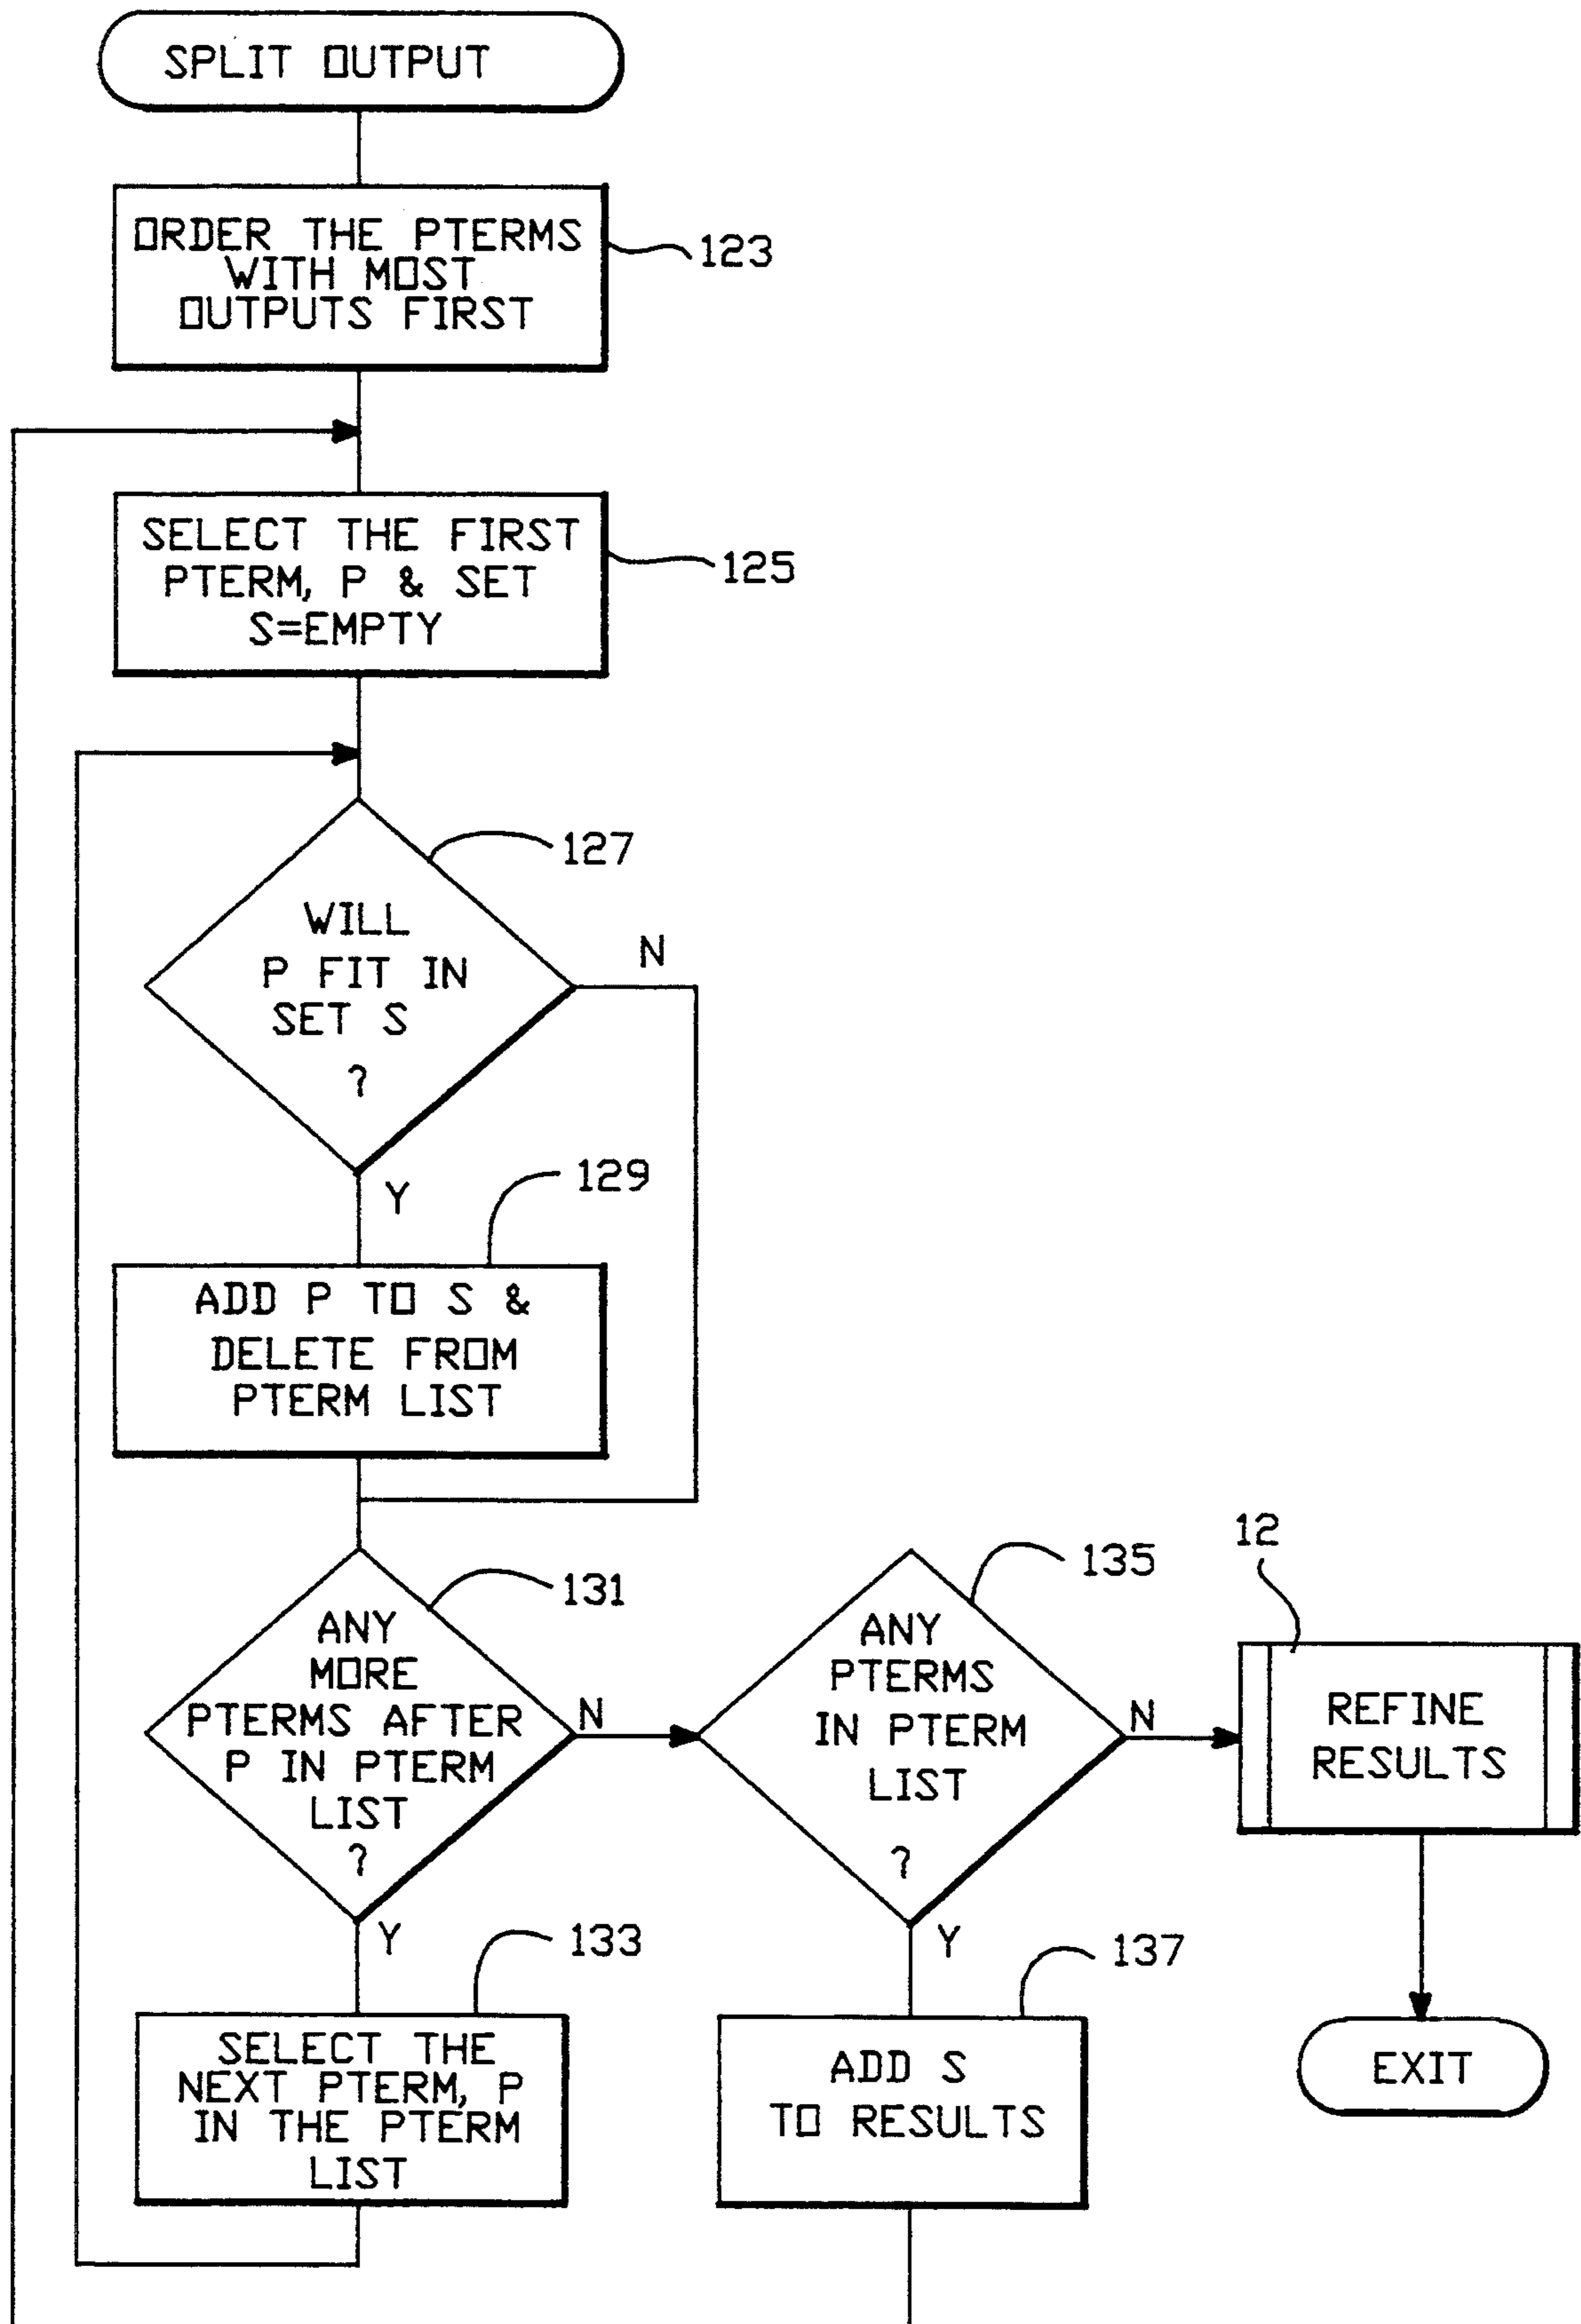 SPLIT OUTPUT
ORDER THE PTERMS
WITH MOST
OUTPUTS FIRST
123
SELECT THE FIRST
PTERM, P & SET
S=EMPTY
125
127
WILL
P FIT IN
SET S
?
N
Y
129
ADD P TO S &
DELETE FROM
PTERM LIST
131
ANY
MORE
PTERMS AFTER
P IN PTERM
LIST
?
N
Y
135
ANY
PTERMS
IN PTERM
LIST
?
N
Y
12
REFINE
RESULTS
133
SELECT THE
NEXT PTERM, P
IN THE PTERM
LIST
137
ADD S
TO RESULTS
EXIT